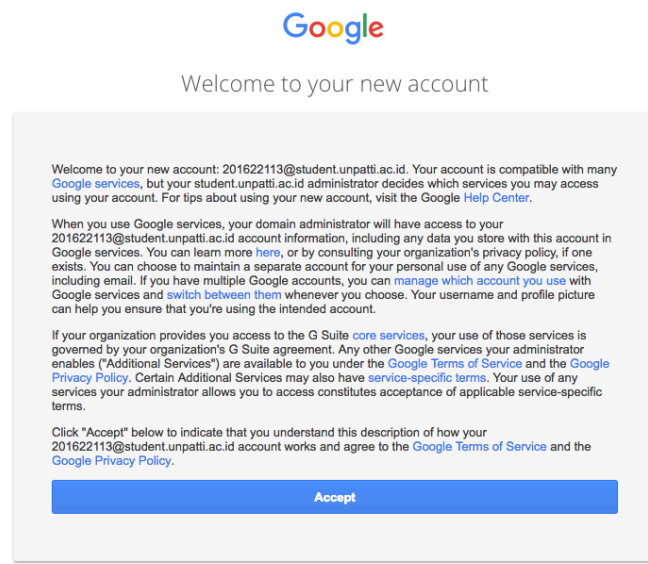 Google
Welcome to your new account
Welcome to your new account: 201622113@student.unpatti.ac.id. Your account is compatible with many
Google services, but your student.unpatti.ac.id administrator decides which services you may access
using your account. For tips about using your new account, visit the Google Help Center.
When you use Google services, your domain administrator will have access to your
201622113@student.unpatti.ac.id account information, including any data you store with this account in
Google services. You can learn more here, or by consulting your organization's privacy policy, if one
exists. You can choose to maintain a separate account for your personal use of any Google services,
including email. If you have multiple Google accounts, you can manage which account you use with
Google services and switch between them whenever you choose. Your username and profile picture
can help you ensure that you're using the intended account.
If your organization provides you access to the G Suite core services, your use of those services is
governed by your organization's G Suite agreement. Any other Google services your administrator
enables ("Additional Services") are available to you under the Google Terms of Service and the Google
Privacy Policy. Certain Additional Services may also have service-specific terms. Your use of any
services your administrator allows you to access constitutes acceptance of applicable service-specific
terms.
Click "Accept" below to indicate that you understand this description of how your
201622113@student.unpatti.ac.id account works and agree to the Google Terms of Service and the
Google Privacy Policy.
Accept